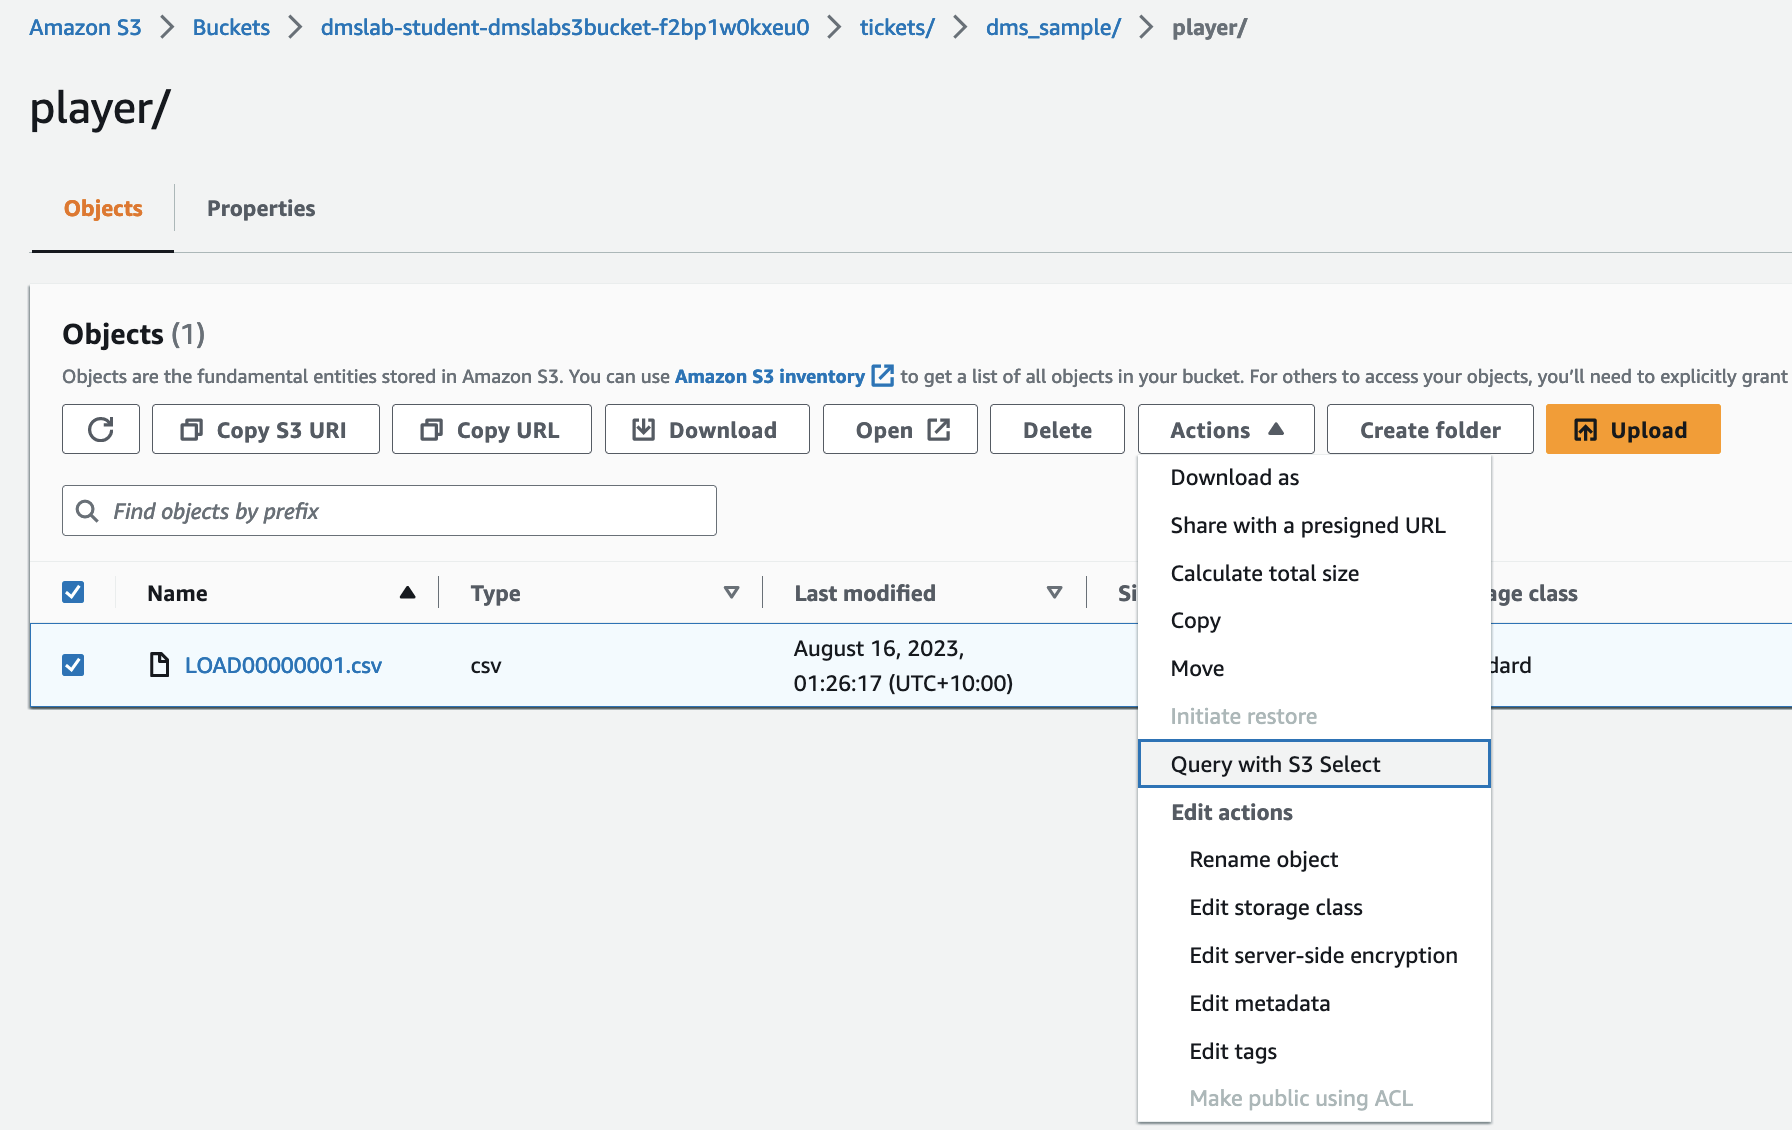 Amazon S3 > Buckets > dmslab-student-dmslabs3bucket-f2bp1w0kxeu0 > tickets/ > dms_sample/ > player/
player/
Objects Properties
Objects (1)
Objects are the fundamental entities stored in Amazon S3. You can use Amazon S3 inventory to get a list of all objects in your bucket. For others to access your objects, you'll need to explicitly grant
Copy S3 URI Copy URL Download Open Delete Actions Create folder Upload
Find objects by prefix
Name Type Last modified Si age class
LOAD00000001.csv csv August 16, 2023, dard
01:26:17 (UTC+10:00)
Download as
Share with a presigned URL
Calculate total size
Copy
Move
Initiate restore
Query with S3 Select
Edit actions
Rename object
Edit storage class
Edit server-side encryption
Edit metadata
Edit tags
Make public using ACL